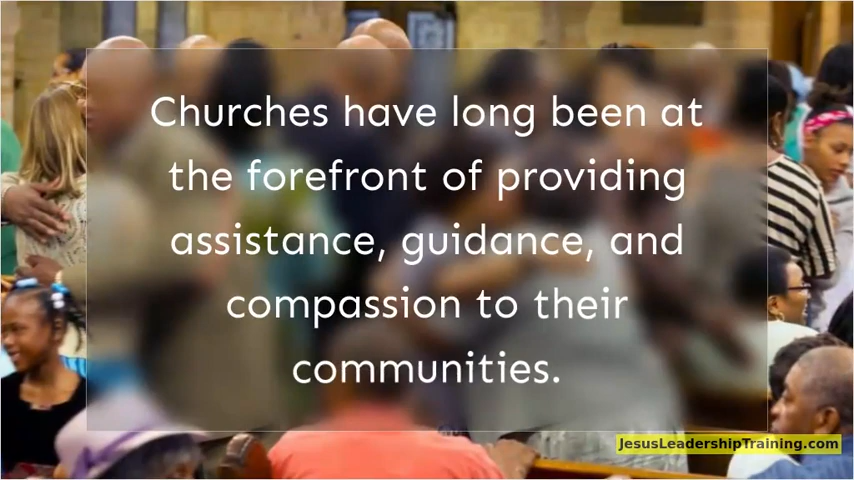 Churches have long been at
the forefront of providing
assistance, guidance, and
compassion to their
communities.
JesusLeadershipTraining.com